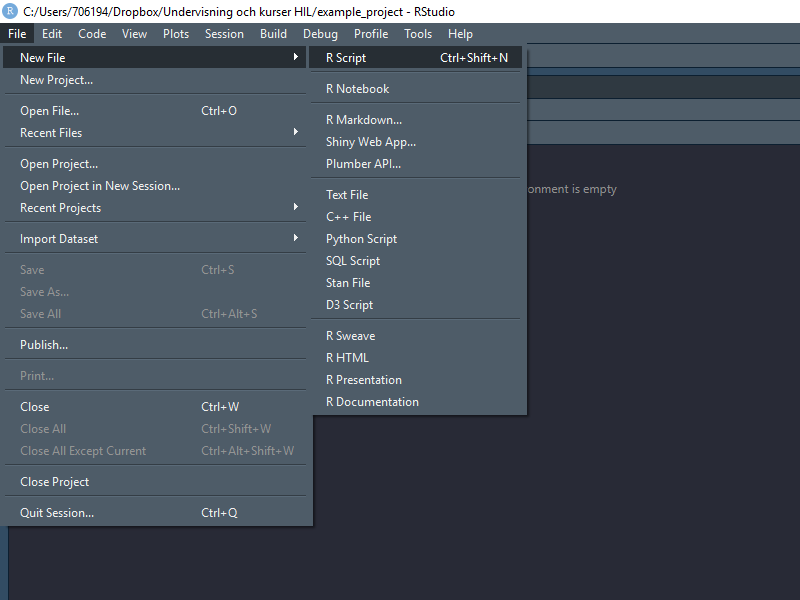 R C:/Users/706194/Dropbox/Undervisning och kurser HIL/example_project - RStudio
File Edit Code View Plots Session Build Debug Profile Tools Help
New File
New Project...
Open File... Ctrl+O
Recent Files
Open Project...
Open Project in New Session...
Recent Projects
Import Dataset
Save Ctrl+S
Save As...
Save All Ctrl+Alt+S
Publish...
Print...
Close Ctrl+W
Close All Ctrl+Shift+W
Close All Except Current Ctrl+Alt+Shift+W
Close Project
Quit Session... Ctrl+Q
R Script Ctrl+Shift+N
R Notebook
R Markdown...
Shiny Web App...
Plumber API...
Text File
C++ File
Python Script
SQL Script
Stan File
D3 Script
R Sweave
R HTML
R Presentation
R Documentation
onment is empty